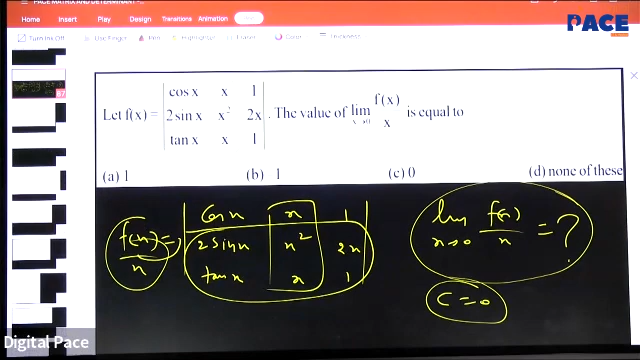 PACE MATRIX AND DETERMINANT
Home Insert Play Design Transitions Animation
Turn Ink Off Use Finger Pen Highlighter Eraser Color Thickness
PACE
67
cos x x 1
Let f(x) = 2 sin x x² 2x . The value of lim x→0 f(x) / x is equal to
tan x x 1
(a) 1 (b) 1 (c) 0 (d) none of these
cos x x 1
f(x) / x = 2 sin x x² 2x
tan x x 1
lim x→0 f(x) / x = ?
C = 0
Digital Pace